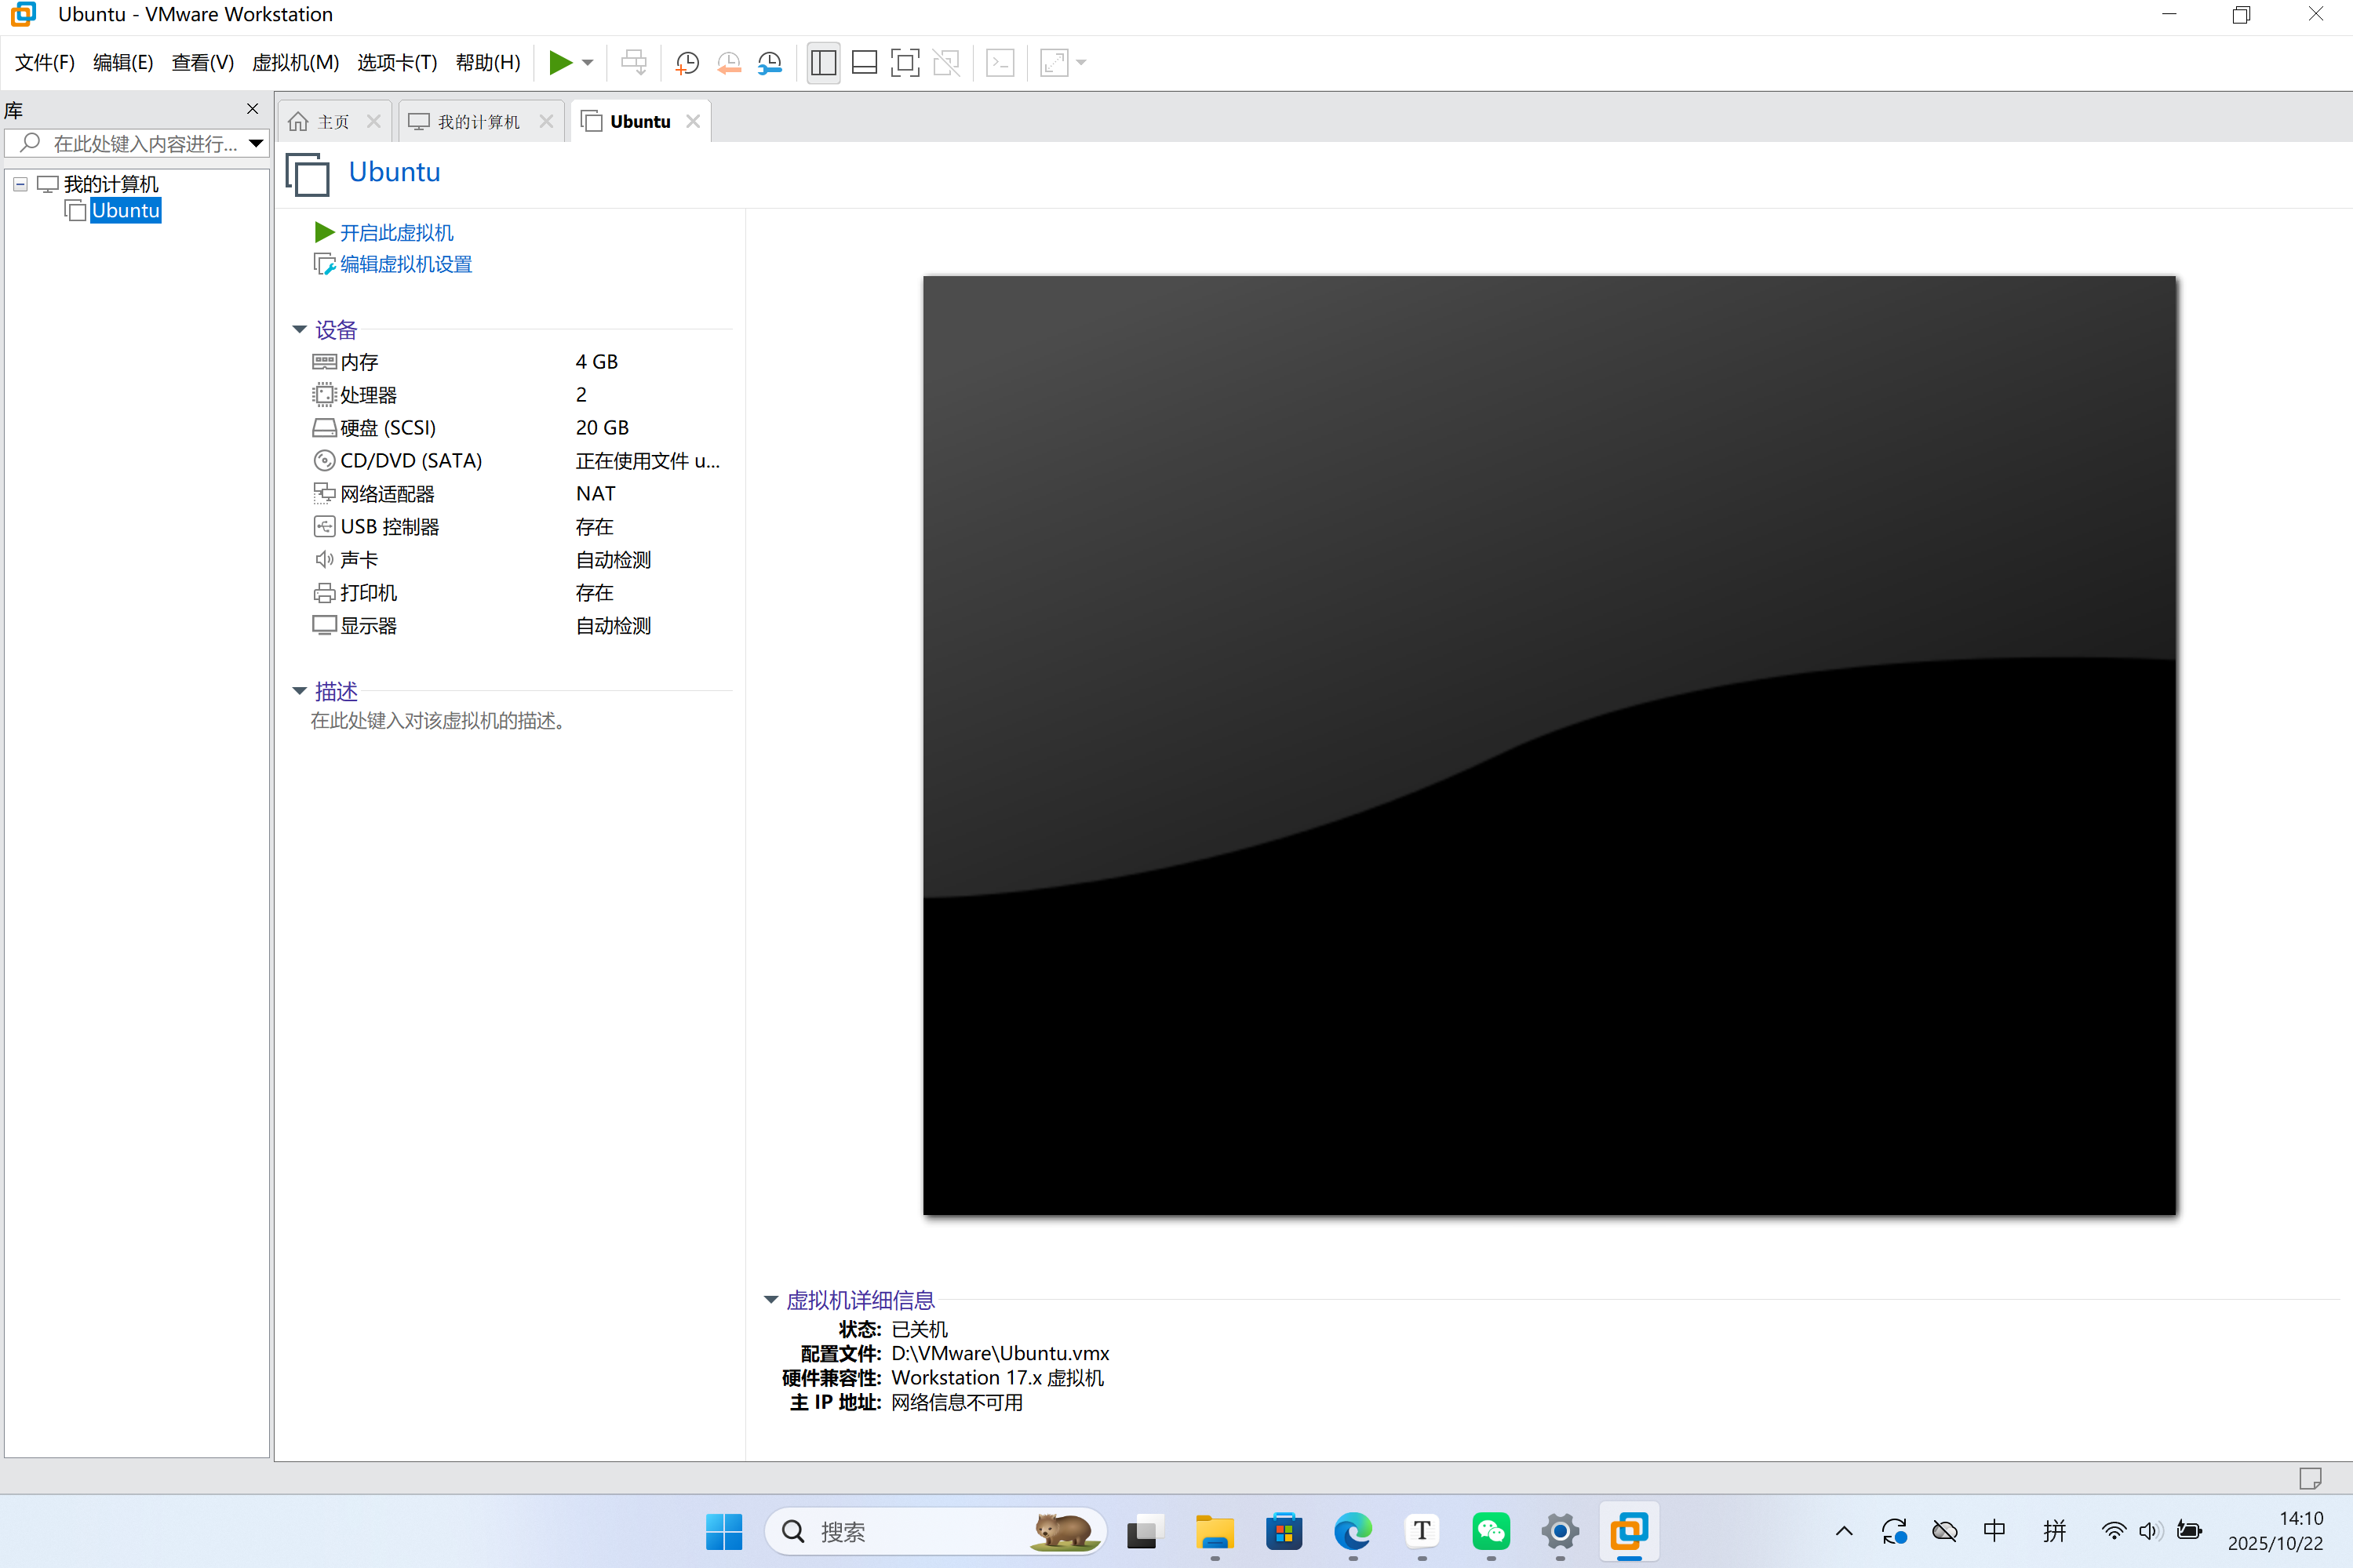 Ubuntu - VMware Workstation
文件(F) 编辑(E) 查看(V) 虚拟机(M) 选项卡(T) 帮助(H)
库
在此处键入内容进行...
我的计算机
Ubuntu
主页 我的计算机 Ubuntu
Ubuntu
开启此虚拟机
编辑虚拟机设置
设备
内存 4 GB
处理器 2
硬盘 (SCSI) 20 GB
CD/DVD (SATA) 正在使用文件 u...
网络适配器 NAT
USB 控制器 存在
声卡 自动检测
打印机 存在
显示器 自动检测
描述
在此处键入对该虚拟机的描述。
虚拟机详细信息
状态: 已关机
配置文件: D:\VMware\Ubuntu.vmx
硬件兼容性: Workstation 17.x 虚拟机
主 IP 地址: 网络信息不可用
搜索
T
中 拼
14:10
2025/10/22